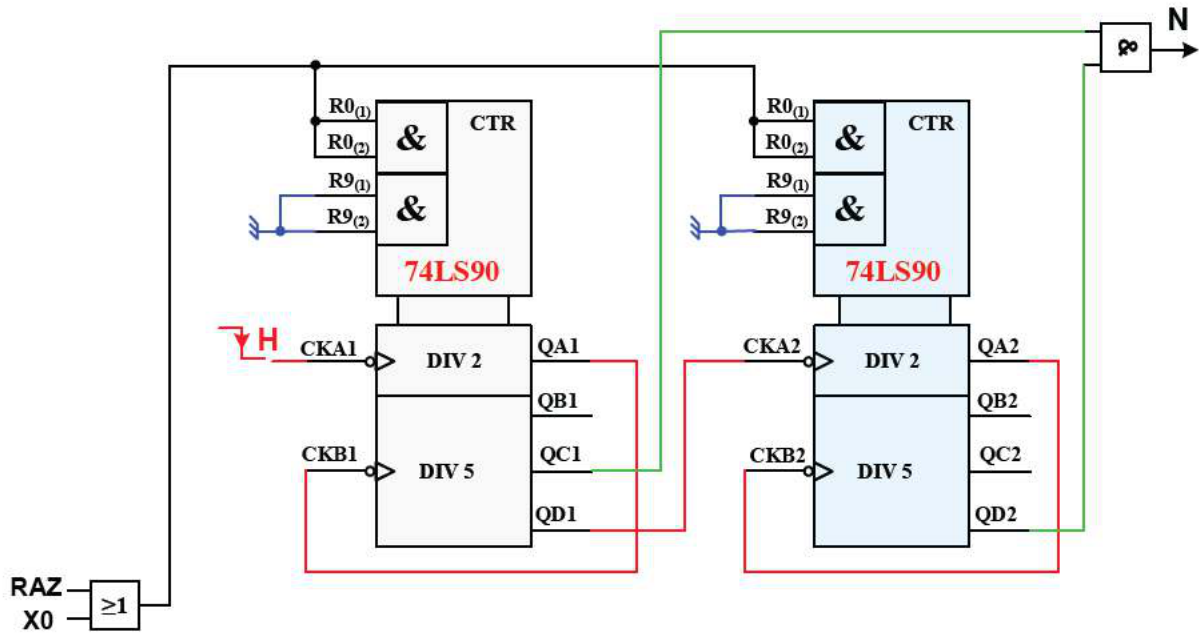 N
&
R0(1)
R0(2)
R9(1)
R9(2)
&
&
CTR
74LS90
R0(1)
R0(2)
R9(1)
R9(2)
&
&
CTR
74LS90
H
CKA1
DIV 2
QA1
QB1
CKB1
DIV 5
QC1
QD1
CKA2
DIV 2
QA2
QB2
CKB2
DIV 5
QC2
QD2
RAZ
X0
≥1